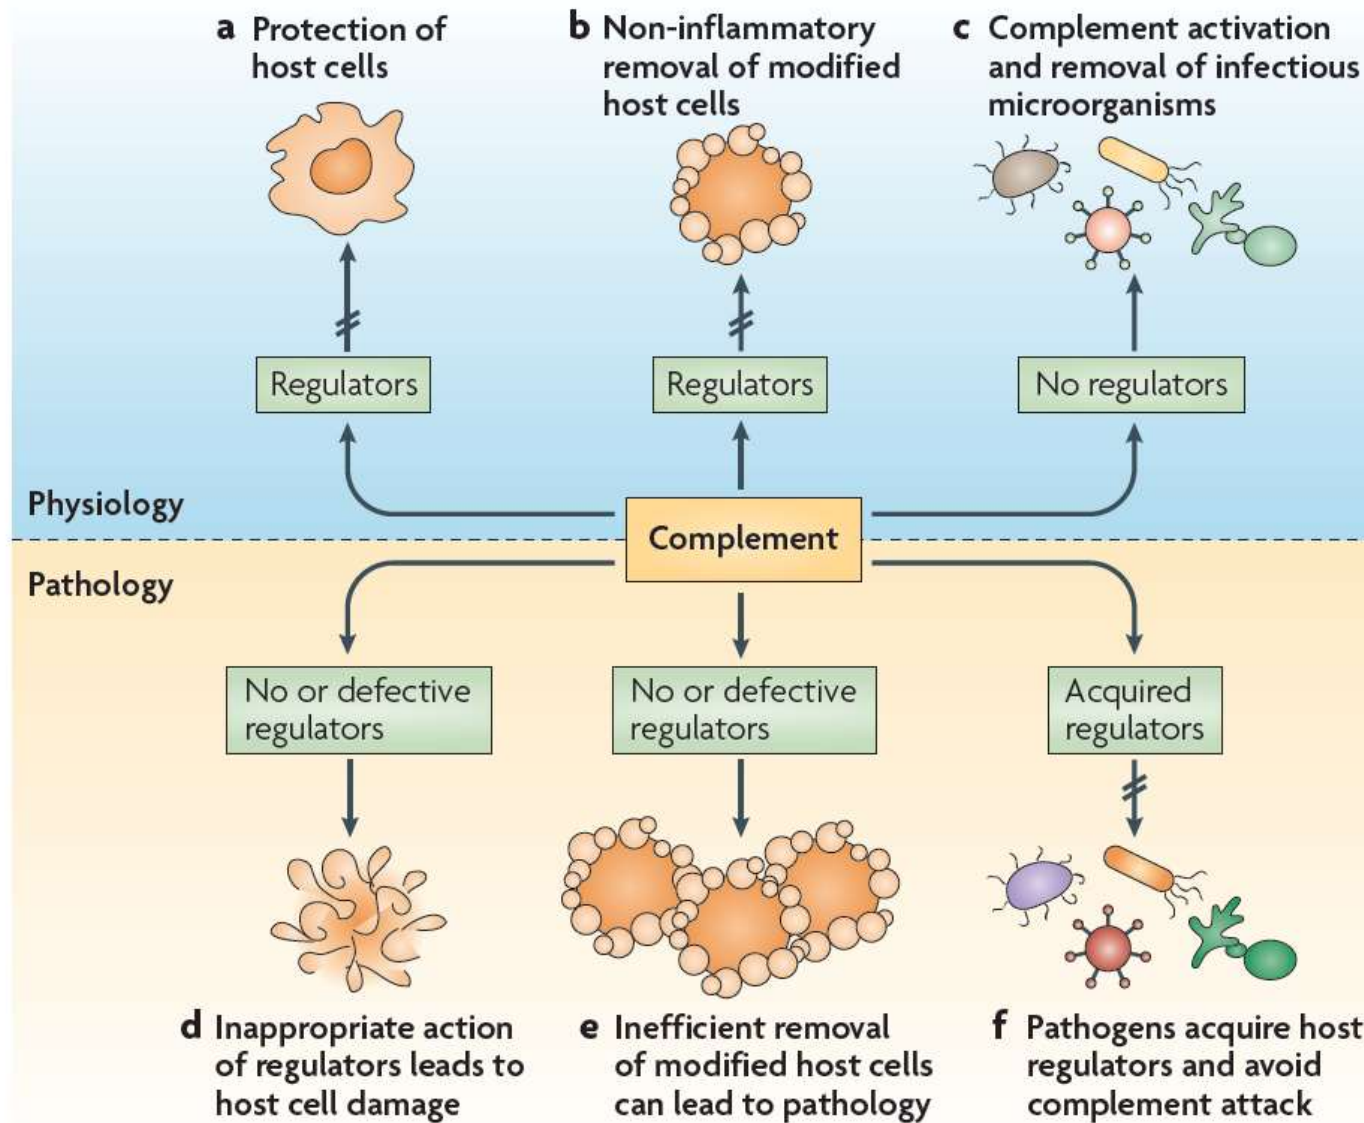 a Protection of
host cells
b Non-inflammatory
removal of modified
host cells
c Complement activation
and removal of infectious
microorganisms
Regulators
Regulators
No regulators
Physiology
Complement
Pathology
No or defective
regulators
No or defective
regulators
Acquired
regulators
d Inappropriate action
of regulators leads to
host cell damage
e Inefficient removal
of modified host cells
can lead to pathology
f Pathogens acquire host
regulators and avoid
complement attack